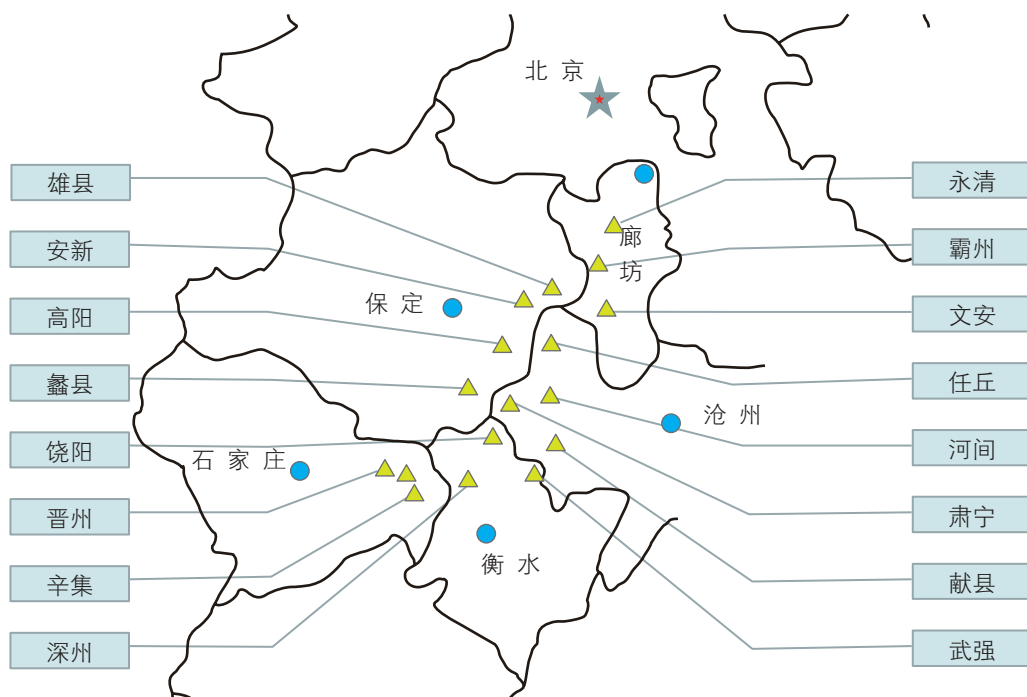 北京
雄县
安新
高阳
蠡县
饶阳
晋州
辛集
深州
永清
霸州
文安
任丘
河间
肃宁
献县
武强
廊
坊
保定
沧州
石家庄
衡水